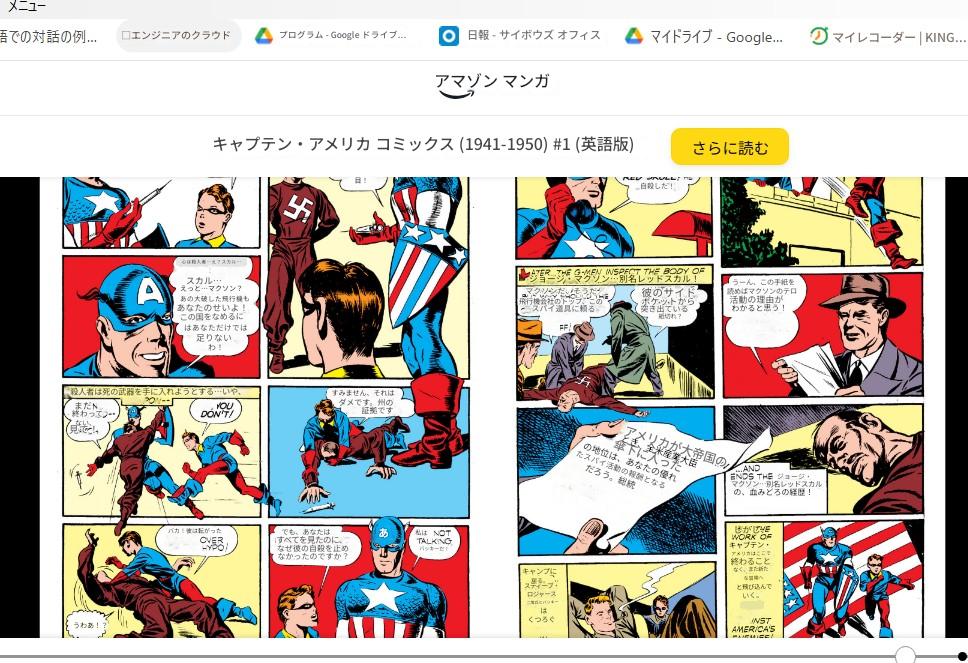 メニュー
語での対話の例...
エンジニアのクラウド
プログラム - Google ドライブ...
日報 - サイボウズ オフィス
マイドライブ - Google...
マイレコーダー | KING...
アマゾン マンガ
キャプテン・アメリカ コミックス (1941-1950) #1 (英語版)
さらに読む
目!
RED SKULL!
自殺しだ!
スカル…
えっと…マクソン?
あの大破した飛行機も
あなたのせいよ!
この国をなめるに
はあなただけでは
足りない
わ!
AFTER THE G-MEN INSPECT THE BODY OF
ジョージ・マクソン…別名レッドスカル!
飛行機会社のトップ、この
スパイ道具に頼る。
彼のサイド
ポケットから
突き出ている
紙切れ?
うーん、この手紙を
読めばマクソンのテロ
活動の理由が
わかると思う!
殺人者は死の武器を手に入れようとする…いや、
まだだ
終わって
ない
YOU
DON'T!
すみません、それは
ダメです。州の
証拠です
アメリカが大帝国の
傘下に入った
の地位は、あなたの優れ
たスパイ活動の報酬となる
だろう。総統
...AND
ENDS THE ジョージ・
マクソン…別名レッドスカル
の、血みどろの経歴!
バカ!彼は転がった
OVER
HYPO!
うわあ!?
でも、あなたは
すべてを見たのに、
なぜ彼の自殺を止め
なかったのですか?
あ
私は NOT
TALKING
バッキーだ!
キャンプに
戻る。
スティーブ・
ロジャース
は
くつろぐ
THE
WORK OF
キャプテン・
アメリカはここで
終わること
なく、また新た
な冒険へ
と飛び込んで
いく。
AMERICA'S